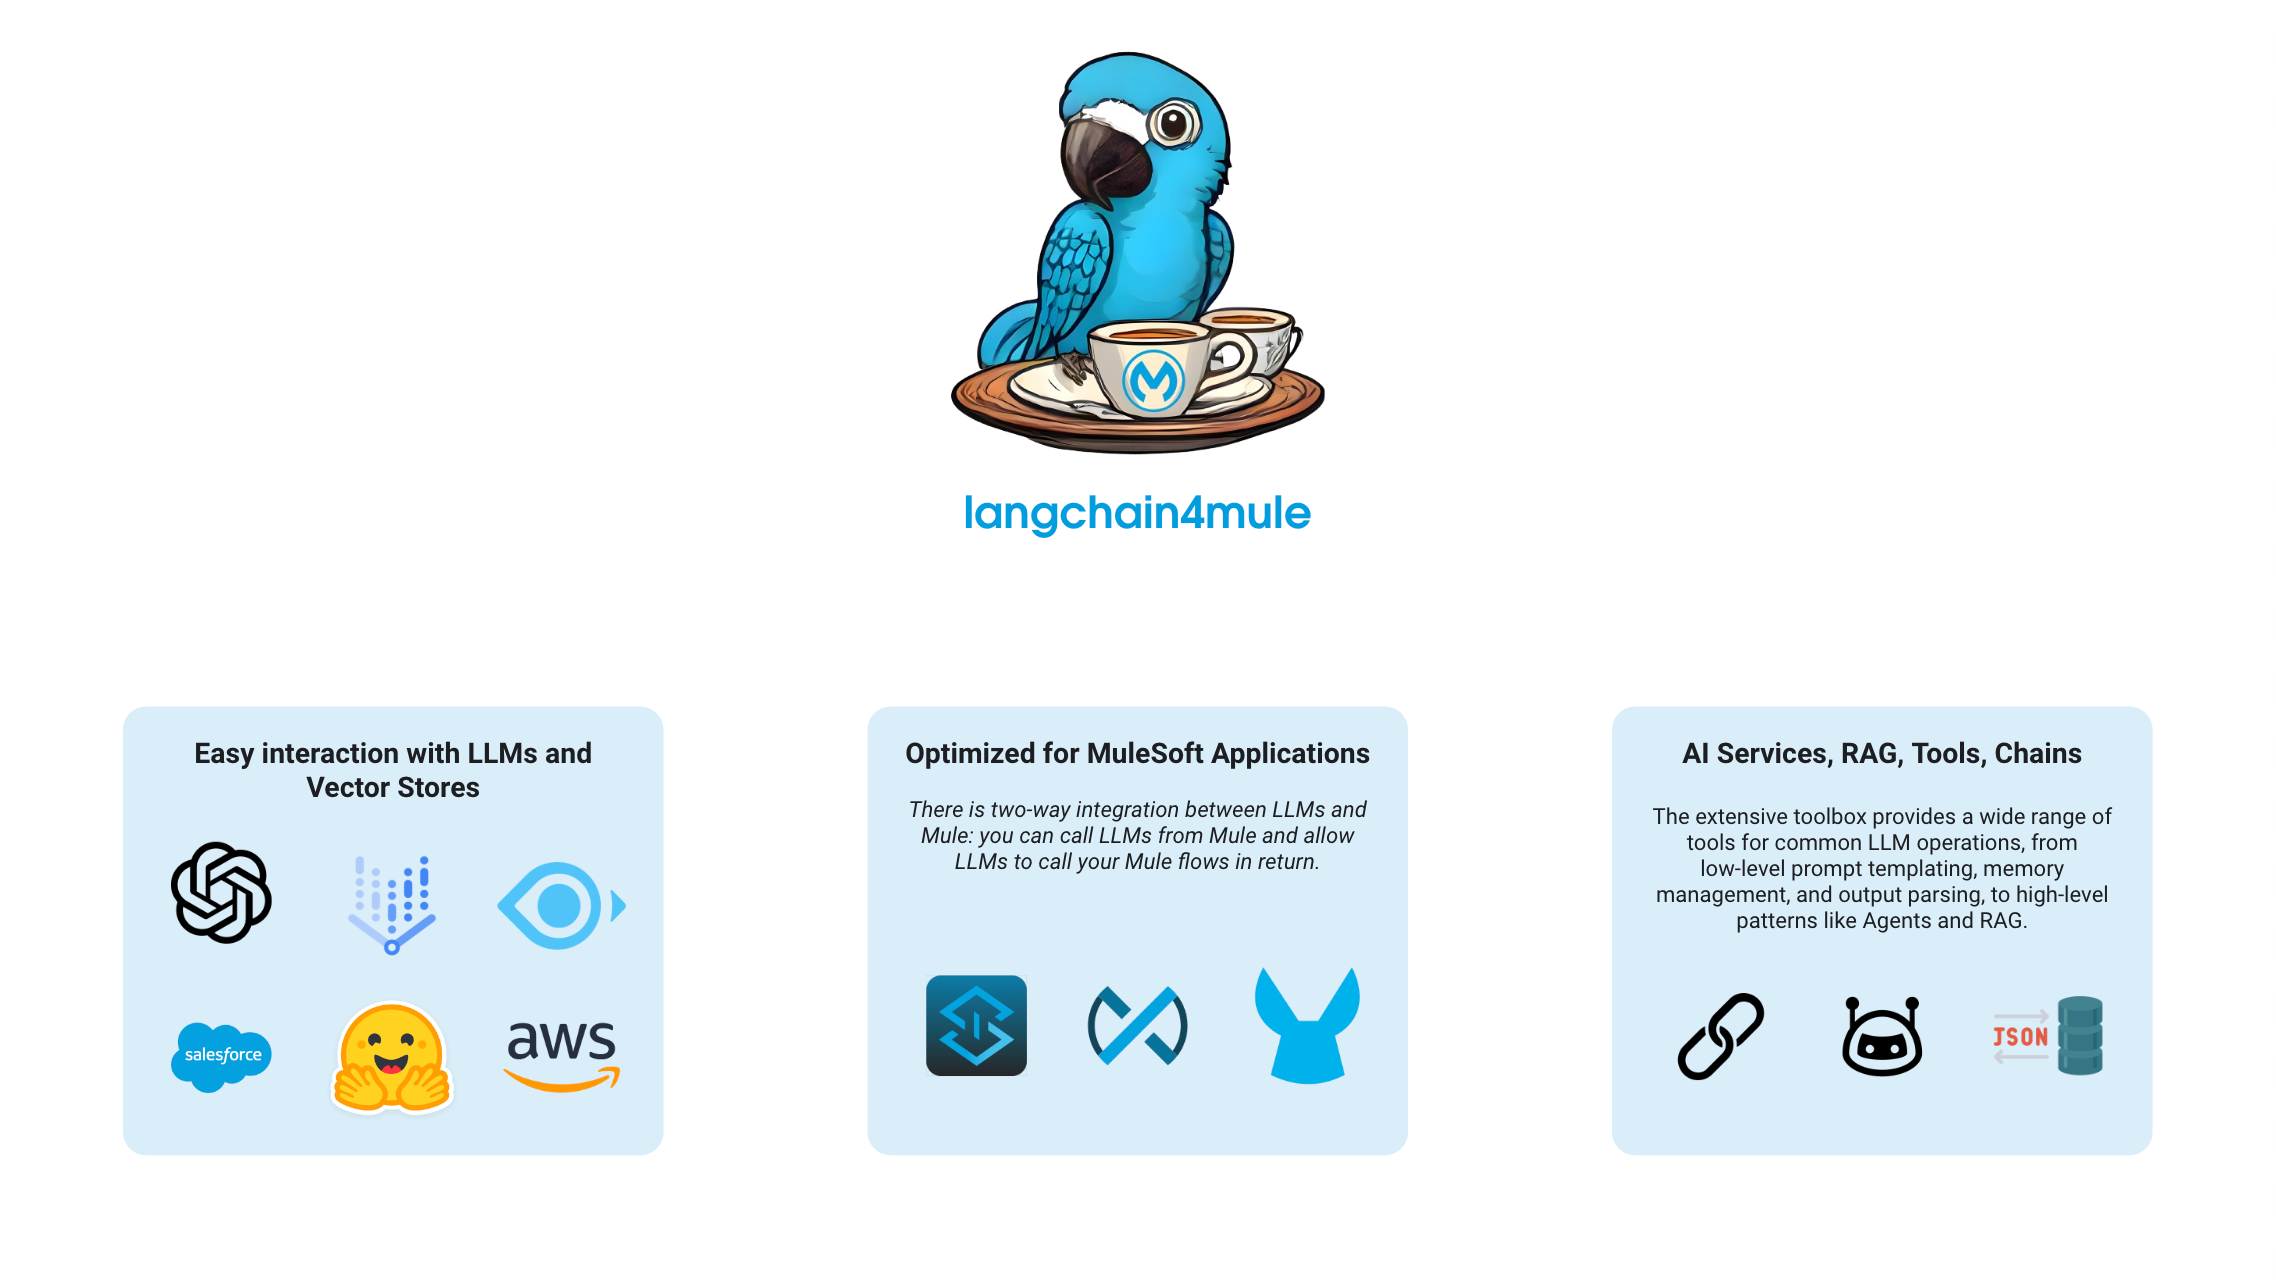 langchain4mule
Easy interaction with LLMs and
Vector Stores
salesforce
aws
Optimized for MuleSoft Applications
There is two-way integration between LLMs and
Mule: you can call LLMs from Mule and allow
LLMs to call your Mule flows in return.
AI Services, RAG, Tools, Chains
The extensive toolbox provides a wide range of
tools for common LLM operations, from
low-level prompt templating, memory
management, and output parsing, to high-level
patterns like Agents and RAG.
JSON